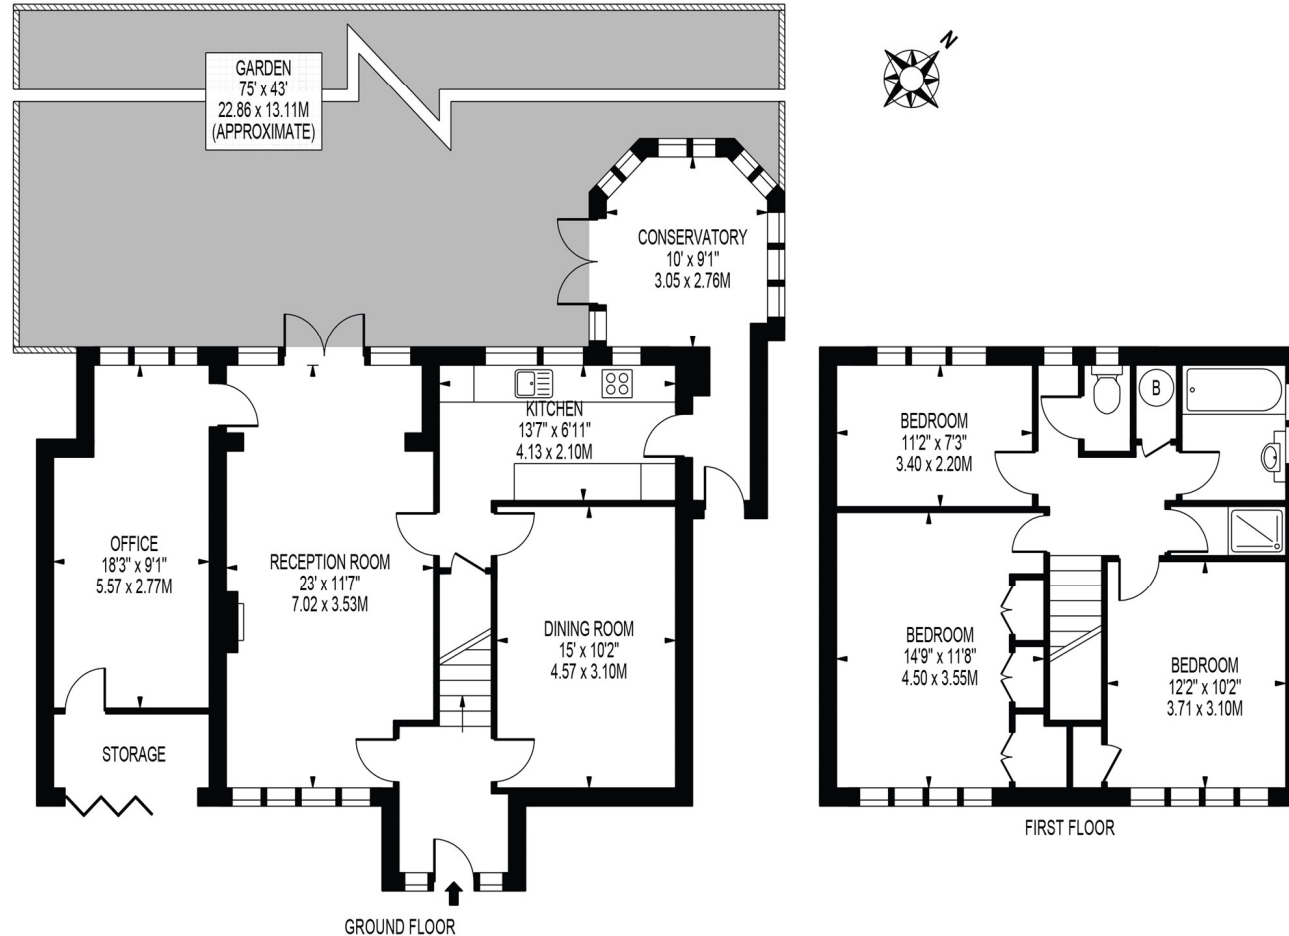 GARDEN
75' x 43'
22.86 x 13.11M
(APPROXIMATE)
N
CONSERVATORY
10' x 9'1"
3.05 x 2.76M
KITCHEN
13'7" x 6'11"
4.13 x 2.10M
OFFICE
18'3" x 9'1"
5.57 x 2.77M
RECEPTION ROOM
23' x 11'7"
7.02 x 3.53M
DINING ROOM
15' x 10'2"
4.57 x 3.10M
STORAGE
GROUND FLOOR
B
BEDROOM
11'2" x 7'3"
3.40 x 2.20M
BEDROOM
14'9" x 11'8"
4.50 x 3.55M
BEDROOM
12'2" x 10'2"
3.71 x 3.10M
FIRST FLOOR